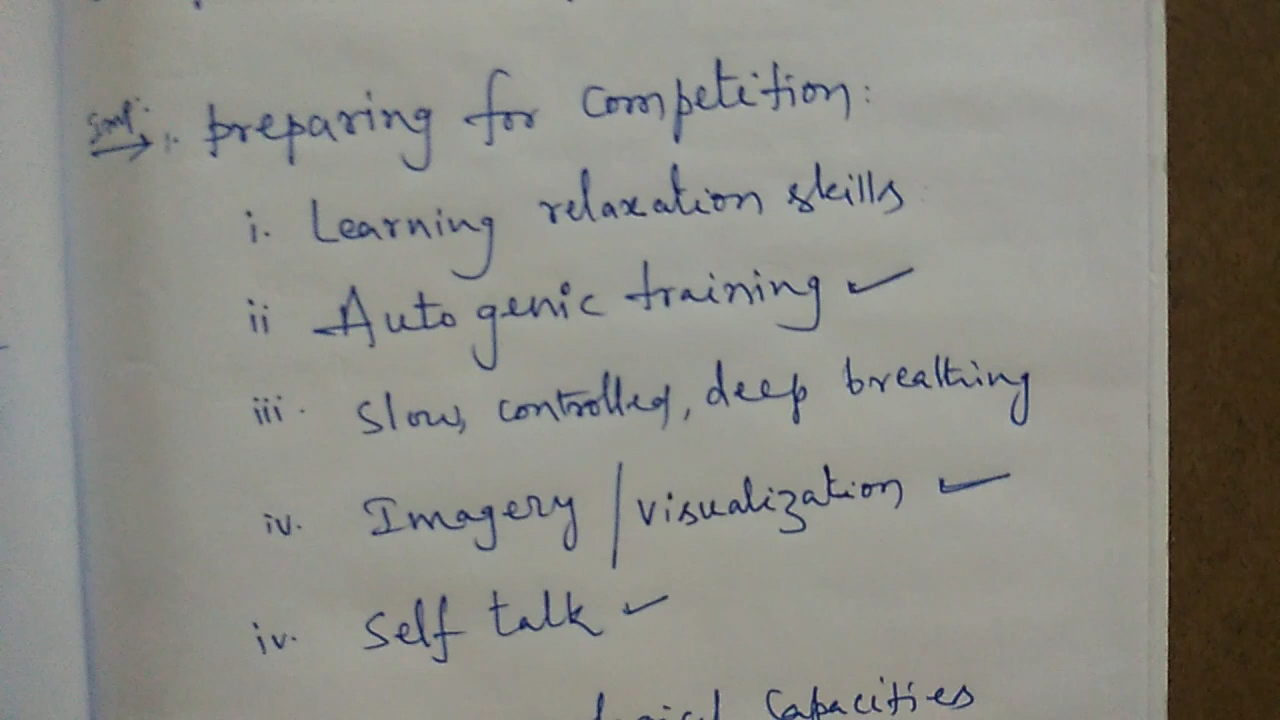 Imp. preparing for competition:
i. Learning relaxation skills
ii Autogenic training ✓
iii. slow, controlled, deep breathing
iv. Imagery / visualization ✓
iv. Self talk ✓
Capacities